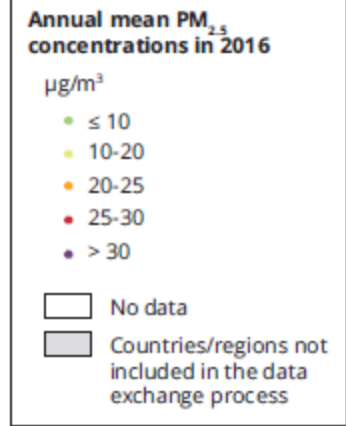 Annual mean PM2.5
concentrations in 2016
µg/m³
≤ 10
10-20
20-25
25-30
> 30
No data
Countries/regions not
included in the data
exchange process